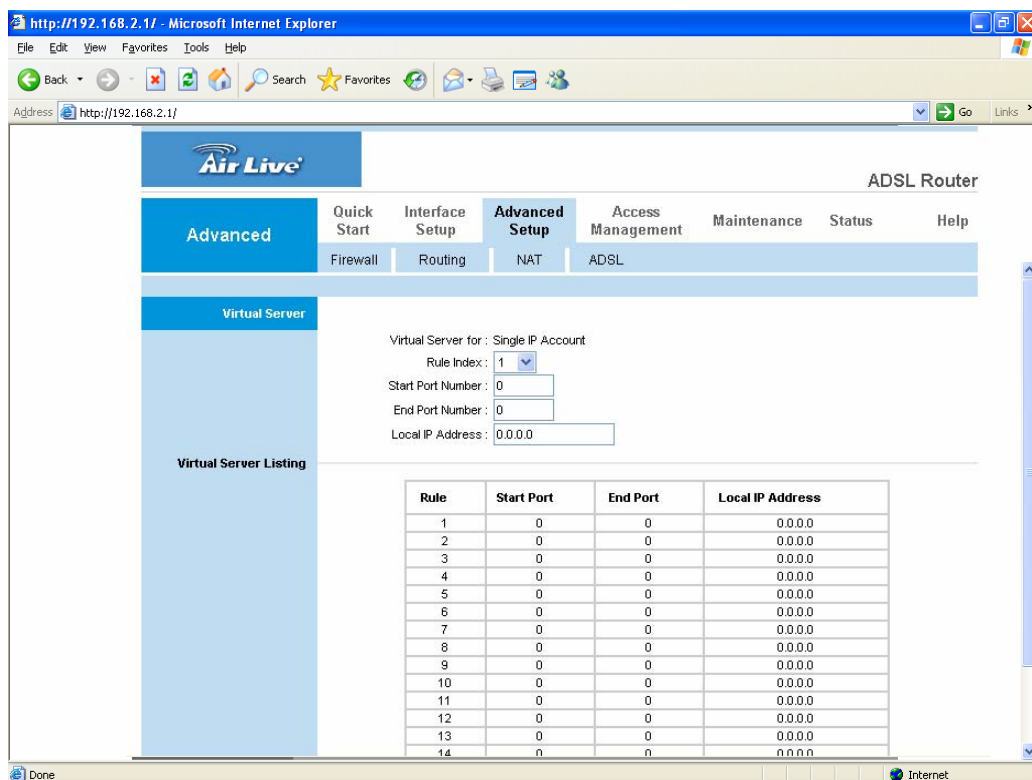 http://192.168.2.1/ - Microsoft Internet Explorer
File Edit View Favorites Tools Help
Back Search Favorites
Address http://192.168.2.1/ Go Links
Air Live
ADSL Router
Advanced
Quick Start
Interface Setup
Advanced Setup
Access Management
Maintenance
Status
Help
Firewall Routing NAT ADSL
Virtual Server
Virtual Server for : Single IP Account
Rule Index : 1
Start Port Number : 0
End Port Number : 0
Local IP Address : 0.0.0.0
Virtual Server Listing
Rule Start Port End Port Local IP Address
1 0 0 0.0.0.0
2 0 0 0.0.0.0
3 0 0 0.0.0.0
4 0 0 0.0.0.0
5 0 0 0.0.0.0
6 0 0 0.0.0.0
7 0 0 0.0.0.0
8 0 0 0.0.0.0
9 0 0 0.0.0.0
10 0 0 0.0.0.0
11 0 0 0.0.0.0
12 0 0 0.0.0.0
13 0 0 0.0.0.0
14 0 0 0.0.0.0
Done Internet